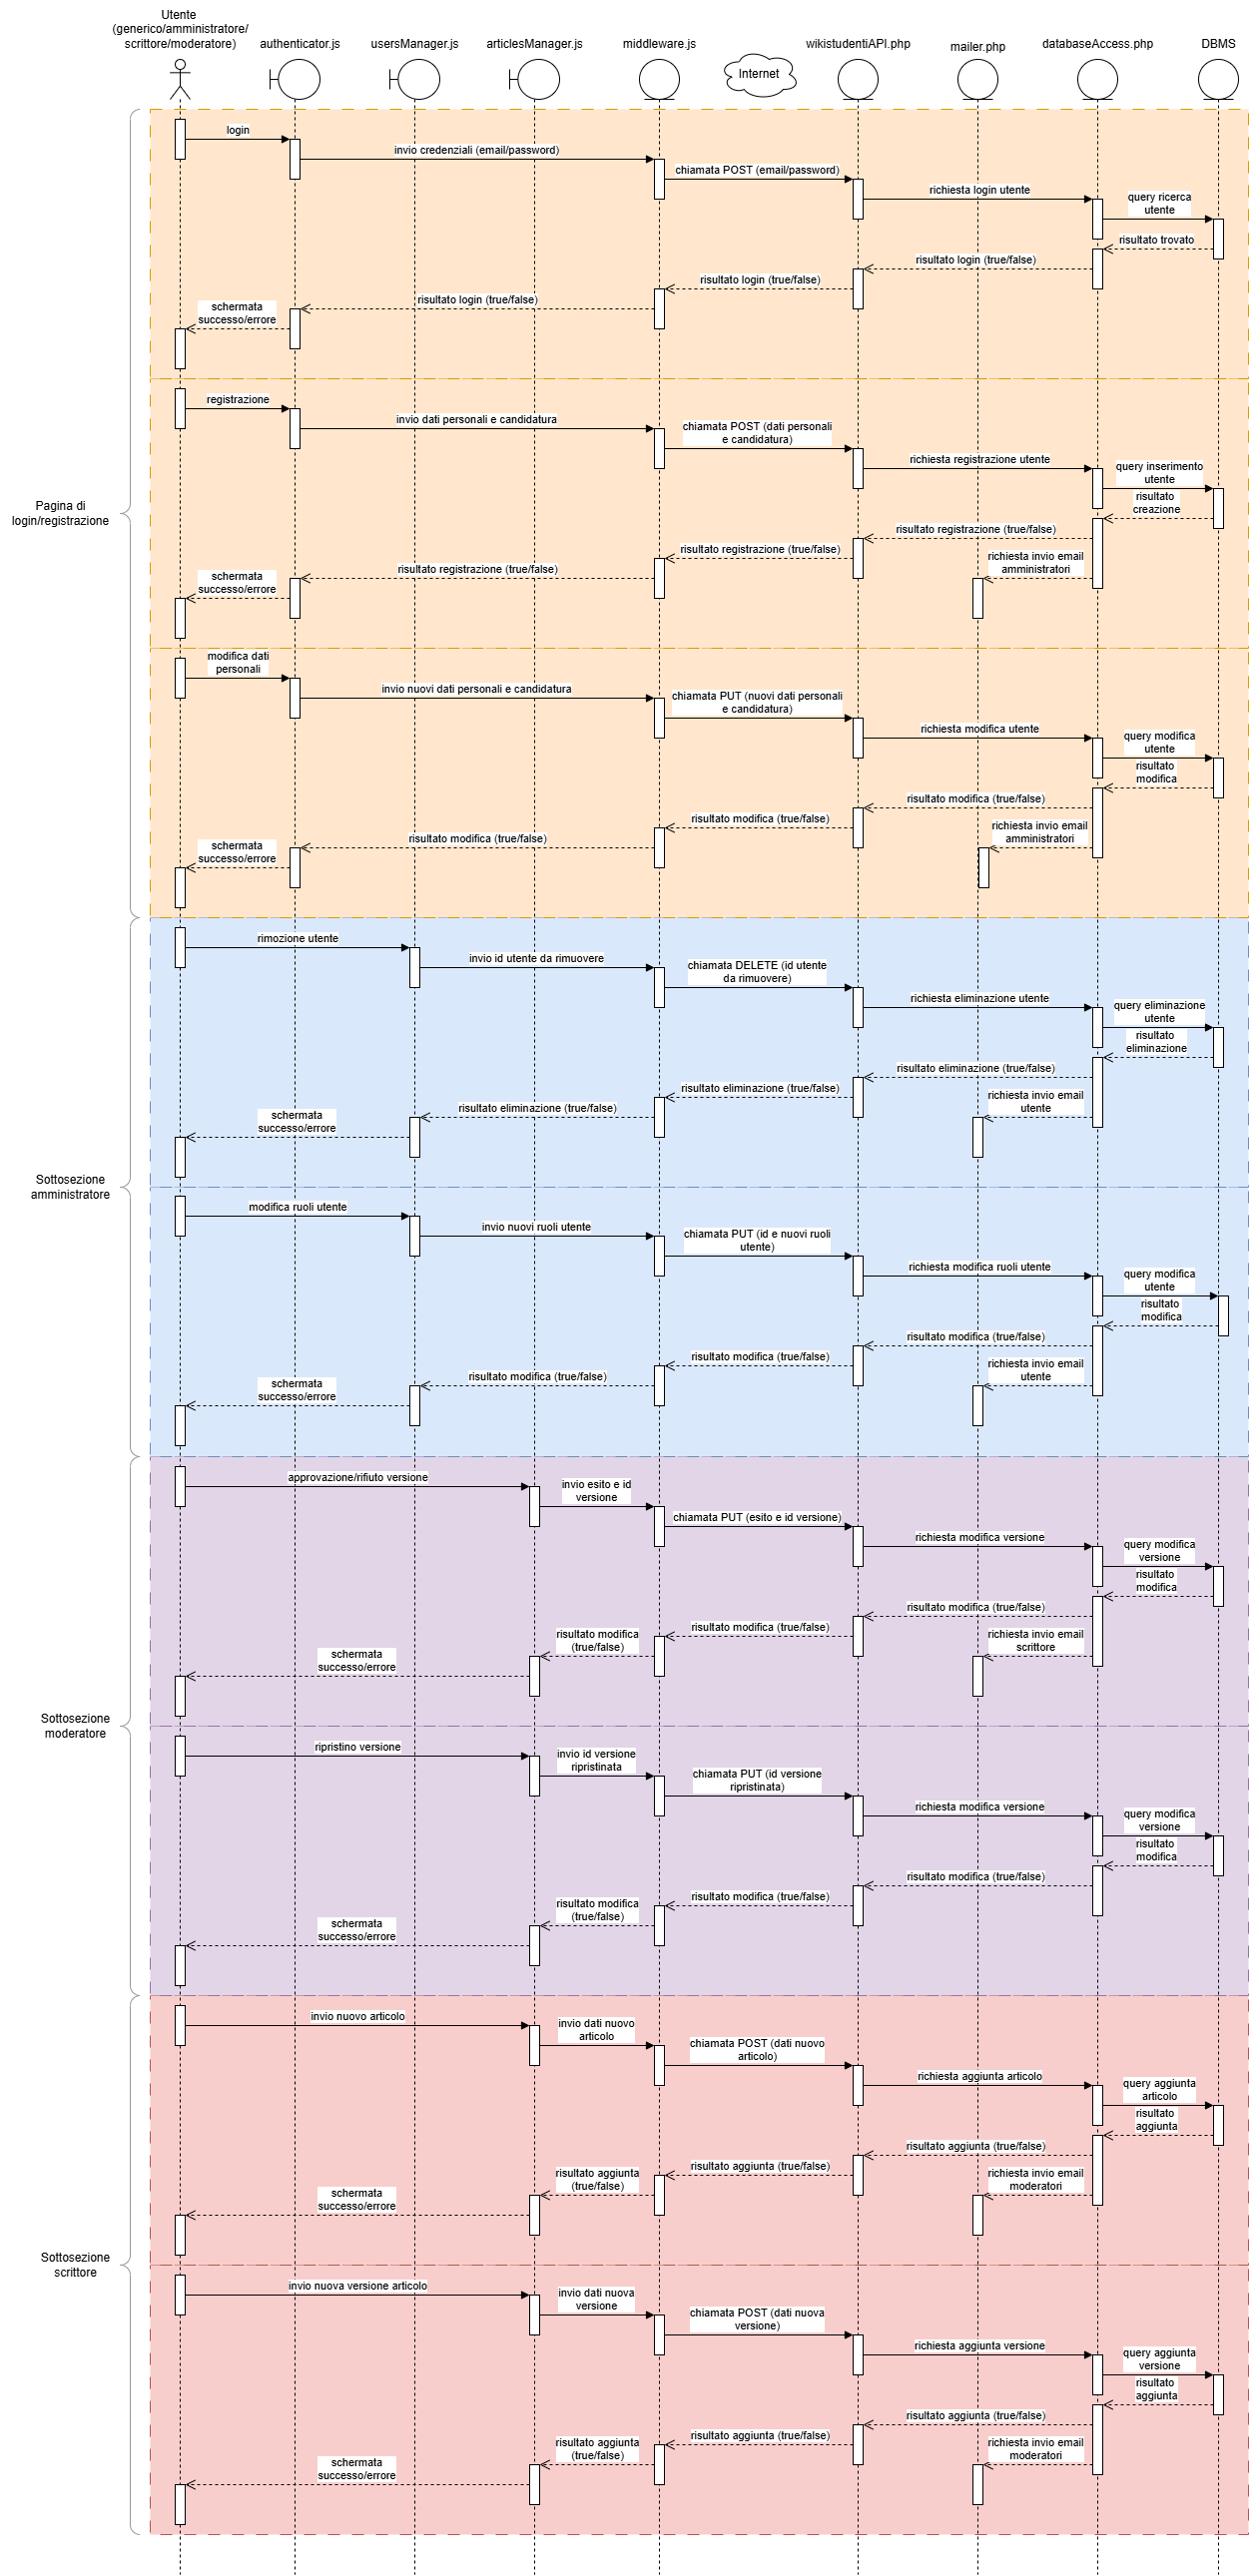 Utente
(generico/amministratore/
scrittore/moderatore)
authenticator.js
usersManager.js
articlesManager.js
middleware.js
Internet
wikistudentiAPI.php
mailer.php
databaseAccess.php
DBMS
Pagina di
login/registrazione
login
invio credenziali (email/password)
chiamata POST (email/password)
richiesta login utente
query ricerca
utente
risultato trovato
risultato login (true/false)
risultato login (true/false)
risultato login (true/false)
schermata
successo/errore
registrazione
invio dati personali e candidatura
chiamata POST (dati personali
e candidatura)
richiesta registrazione utente
query inserimento
utente
risultato
creazione
risultato registrazione (true/false)
risultato registrazione (true/false)
richiesta invio email
amministratori
risultato registrazione (true/false)
schermata
successo/errore
modifica dati
personali
invio nuovi dati personali e candidatura
chiamata PUT (nuovi dati personali
e candidatura)
richiesta modifica utente
query modifica
utente
risultato
modifica
risultato modifica (true/false)
risultato modifica (true/false)
richiesta invio email
amministratori
risultato modifica (true/false)
schermata
successo/errore
Sottosezione
amministratore
rimozione utente
invio id utente da rimuovere
chiamata DELETE (id utente
da rimuovere)
richiesta eliminazione utente
query eliminazione
utente
risultato
eliminazione
risultato eliminazione (true/false)
risultato eliminazione (true/false)
richiesta invio email
utente
risultato eliminazione (true/false)
schermata
successo/errore
modifica ruoli utente
invio nuovi ruoli utente
chiamata PUT (id e nuovi ruoli
utente)
richiesta modifica ruoli utente
query modifica
utente
risultato
modifica
risultato modifica (true/false)
risultato modifica (true/false)
richiesta invio email
utente
risultato modifica (true/false)
schermata
successo/errore
Sottosezione
moderatore
approvazione/rifiuto versione
invio esito e id
versione
chiamata PUT (esito e id versione)
richiesta modifica versione
query modifica
versione
risultato
modifica
risultato modifica (true/false)
risultato modifica (true/false)
richiesta invio email
scrittore
risultato modifica
(true/false)
schermata
successo/errore
ripristino versione
invio id versione
ripristinata
chiamata PUT (id versione
ripristinata)
richiesta modifica versione
query modifica
versione
risultato
modifica
risultato modifica (true/false)
risultato modifica (true/false)
risultato modifica
(true/false)
schermata
successo/errore
Sottosezione
scrittore
invio nuovo articolo
invio dati nuovo
articolo
chiamata POST (dati nuovo
articolo)
richiesta aggiunta articolo
query aggiunta
articolo
risultato
aggiunta
risultato aggiunta (true/false)
risultato aggiunta (true/false)
richiesta invio email
moderatori
risultato aggiunta
(true/false)
schermata
successo/errore
invio nuova versione articolo
invio dati nuova
versione
chiamata POST (dati nuova
versione)
richiesta aggiunta versione
query aggiunta
versione
risultato
aggiunta
risultato aggiunta (true/false)
risultato aggiunta (true/false)
richiesta invio email
moderatori
risultato aggiunta
(true/false)
schermata
successo/errore